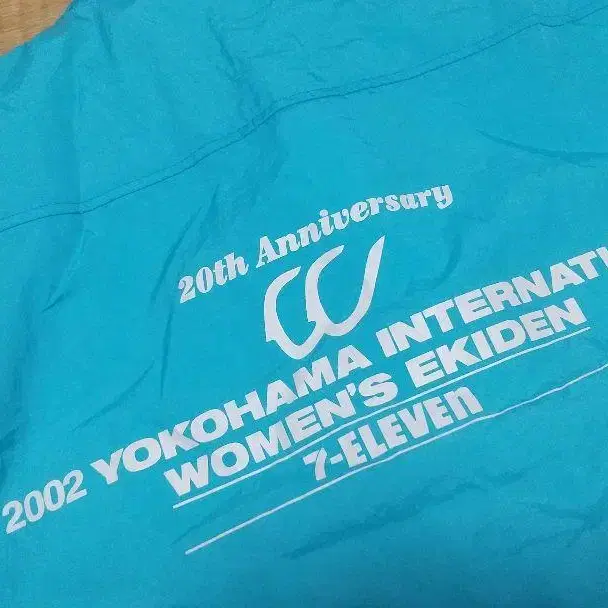 20th Anniversary
2002 YOKOHAMA INTERNATI
WOMEN'S EKIDEN
7-ELEVEn